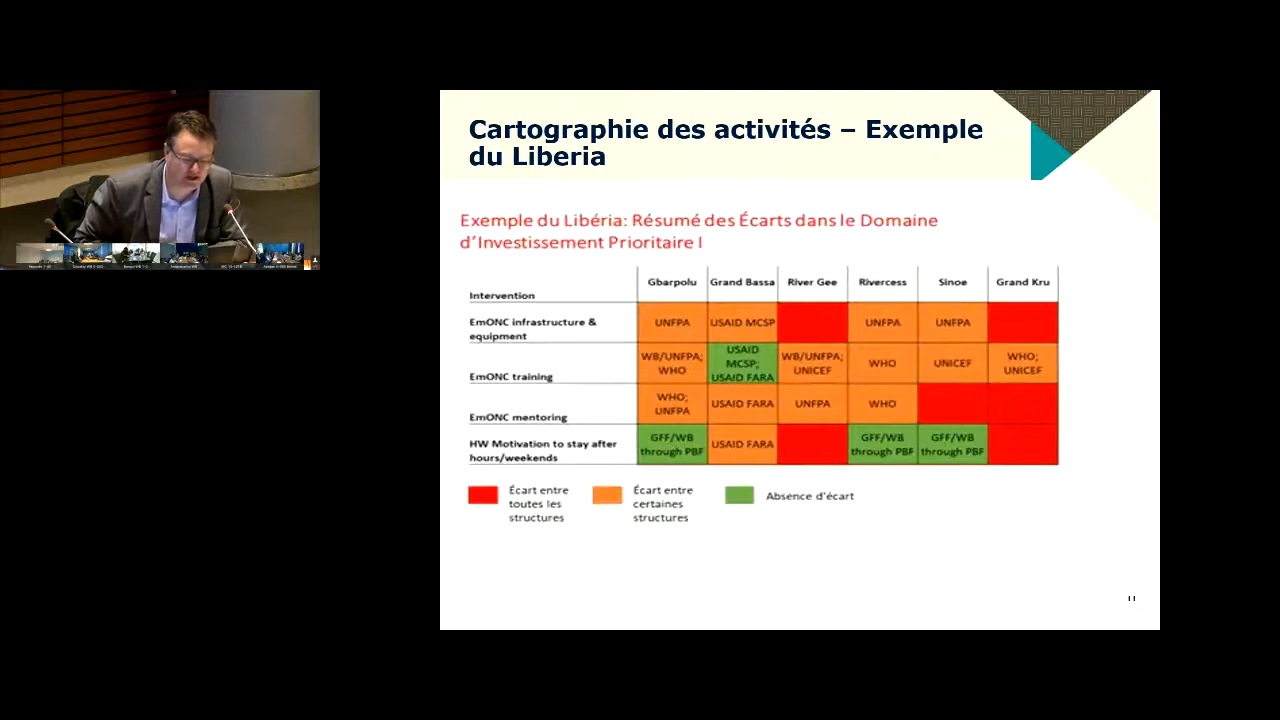 Cartographie des activités – Exemple
du Liberia
Exemple du Libéria: Résumé des Écarts dans le Domaine
d'Investissement Prioritaire I
Intervention
Gbarpolu
Grand Bassa
River Gee
Rivercess
Sinoe
Grand Kru
EmONC infrastructure &
equipment
UNFPA
USAID MCSP
UNFPA
UNFPA
EmONC training
WB/UNFPA;
WHO
USAID
MCSP;
USAID FARA
WB/UNFPA;
UNICEF
WHO
UNICEF
WHO;
UNICEF
EmONC mentoring
WHO;
UNFPA
USAID FARA
UNFPA
WHO
HW Motivation to stay after
hours/weekends
GFF/WB
through PBF
USAID FARA
GFF/WB
through PBF
GFF/WB
through PBF
Écart entre
toutes les
structures
Écart entre
certaines
structures
Absence d'écart